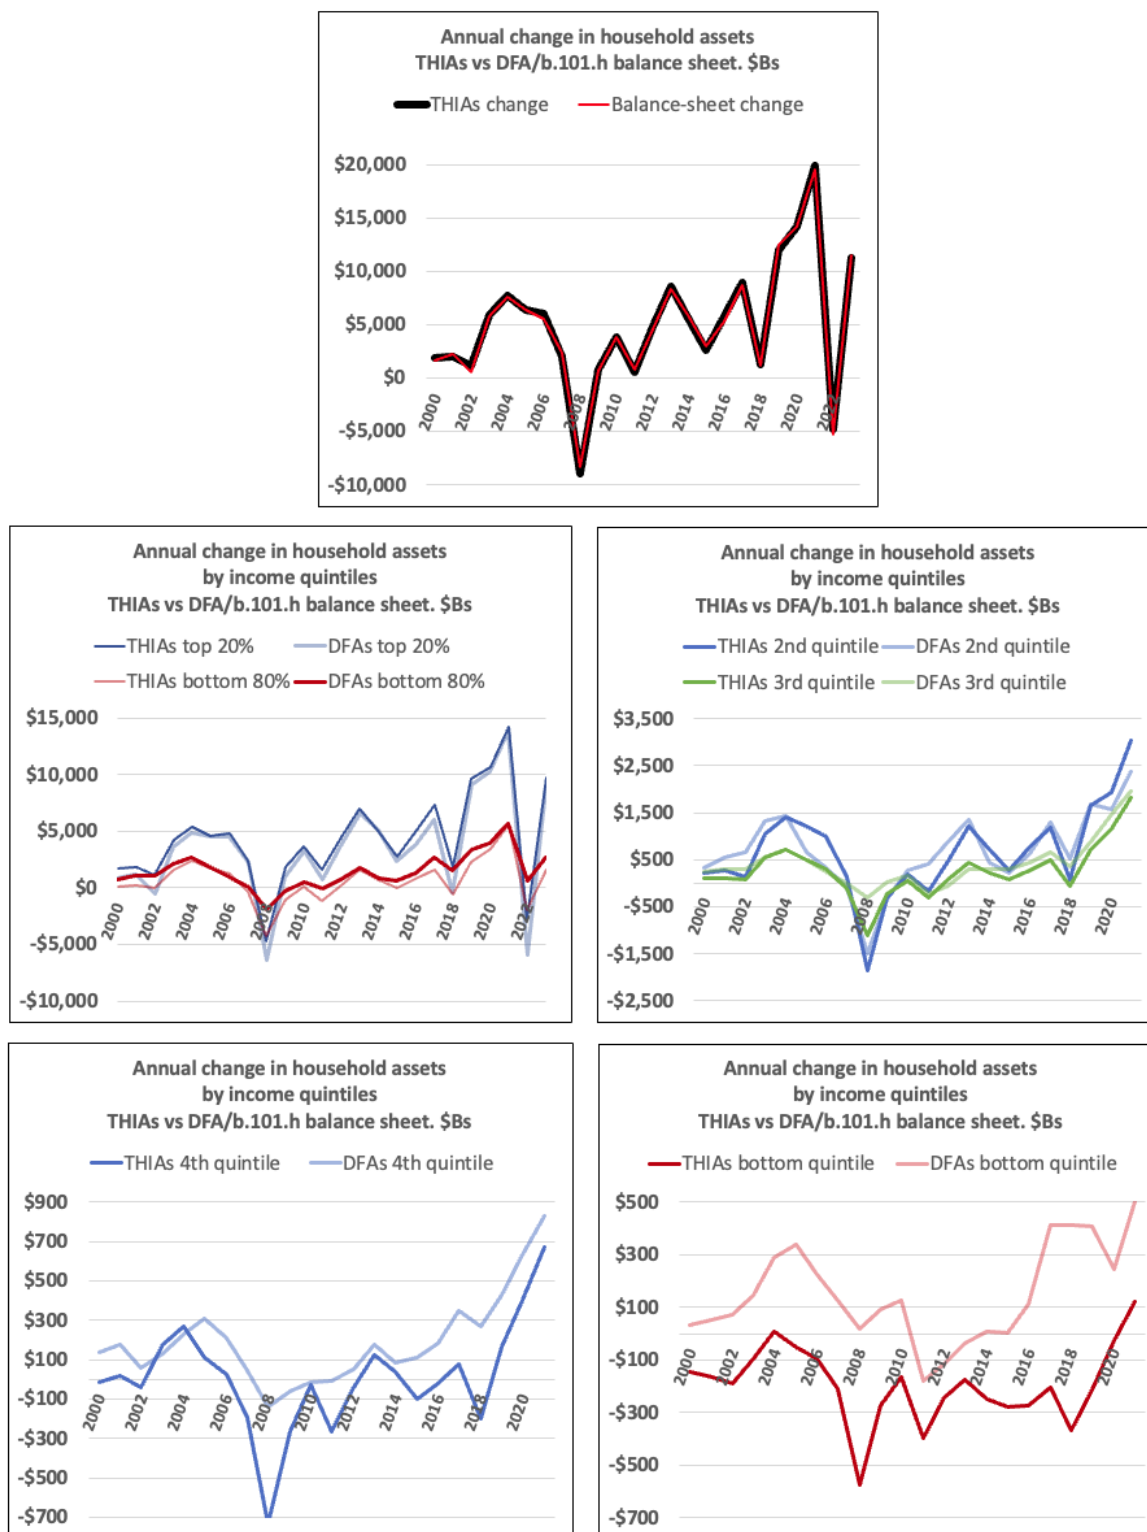 Annual change in household assets
THIAs vs DFA/b.101.h balance sheet. $Bs
THIAs change Balance-sheet change
$20,000
$15,000
$10,000
$5,000
$0
-$5,000
-$10,000
2000 2002 2004 2006 2008 2010 2012 2014 2016 2018 2020
Annual change in household assets
by income quintiles
THIAs vs DFA/b.101.h balance sheet. $Bs
THIAs top 20% DFAs top 20%
THIAs bottom 80% DFAs bottom 80%
$15,000
$10,000
$5,000
$0
-$5,000
-$10,000
2000 2002 2004 2006 2008 2010 2012 2014 2016 2018 2020
Annual change in household assets
by income quintiles
THIAs vs DFA/b.101.h balance sheet. $Bs
THIAs 2nd quintile DFAs 2nd quintile
THIAs 3rd quintile DFAs 3rd quintile
$3,500
$2,500
$1,500
$500
-$500
-$1,500
-$2,500
2000 2002 2004 2006 2008 2010 2012 2014 2016 2018 2020
Annual change in household assets
by income quintiles
THIAs vs DFA/b.101.h balance sheet. $Bs
THIAs 4th quintile DFAs 4th quintile
$900
$700
$500
$300
$100
-$100
-$300
-$500
-$700
2000 2002 2004 2006 2008 2010 2012 2014 2016 2018 2020
Annual change in household assets
by income quintiles
THIAs vs DFA/b.101.h balance sheet. $Bs
THIAs bottom quintile DFAs bottom quintile
$500
$300
$100
-$100
-$300
-$500
-$700
2000 2002 2004 2006 2008 2010 2012 2014 2016 2018 2020